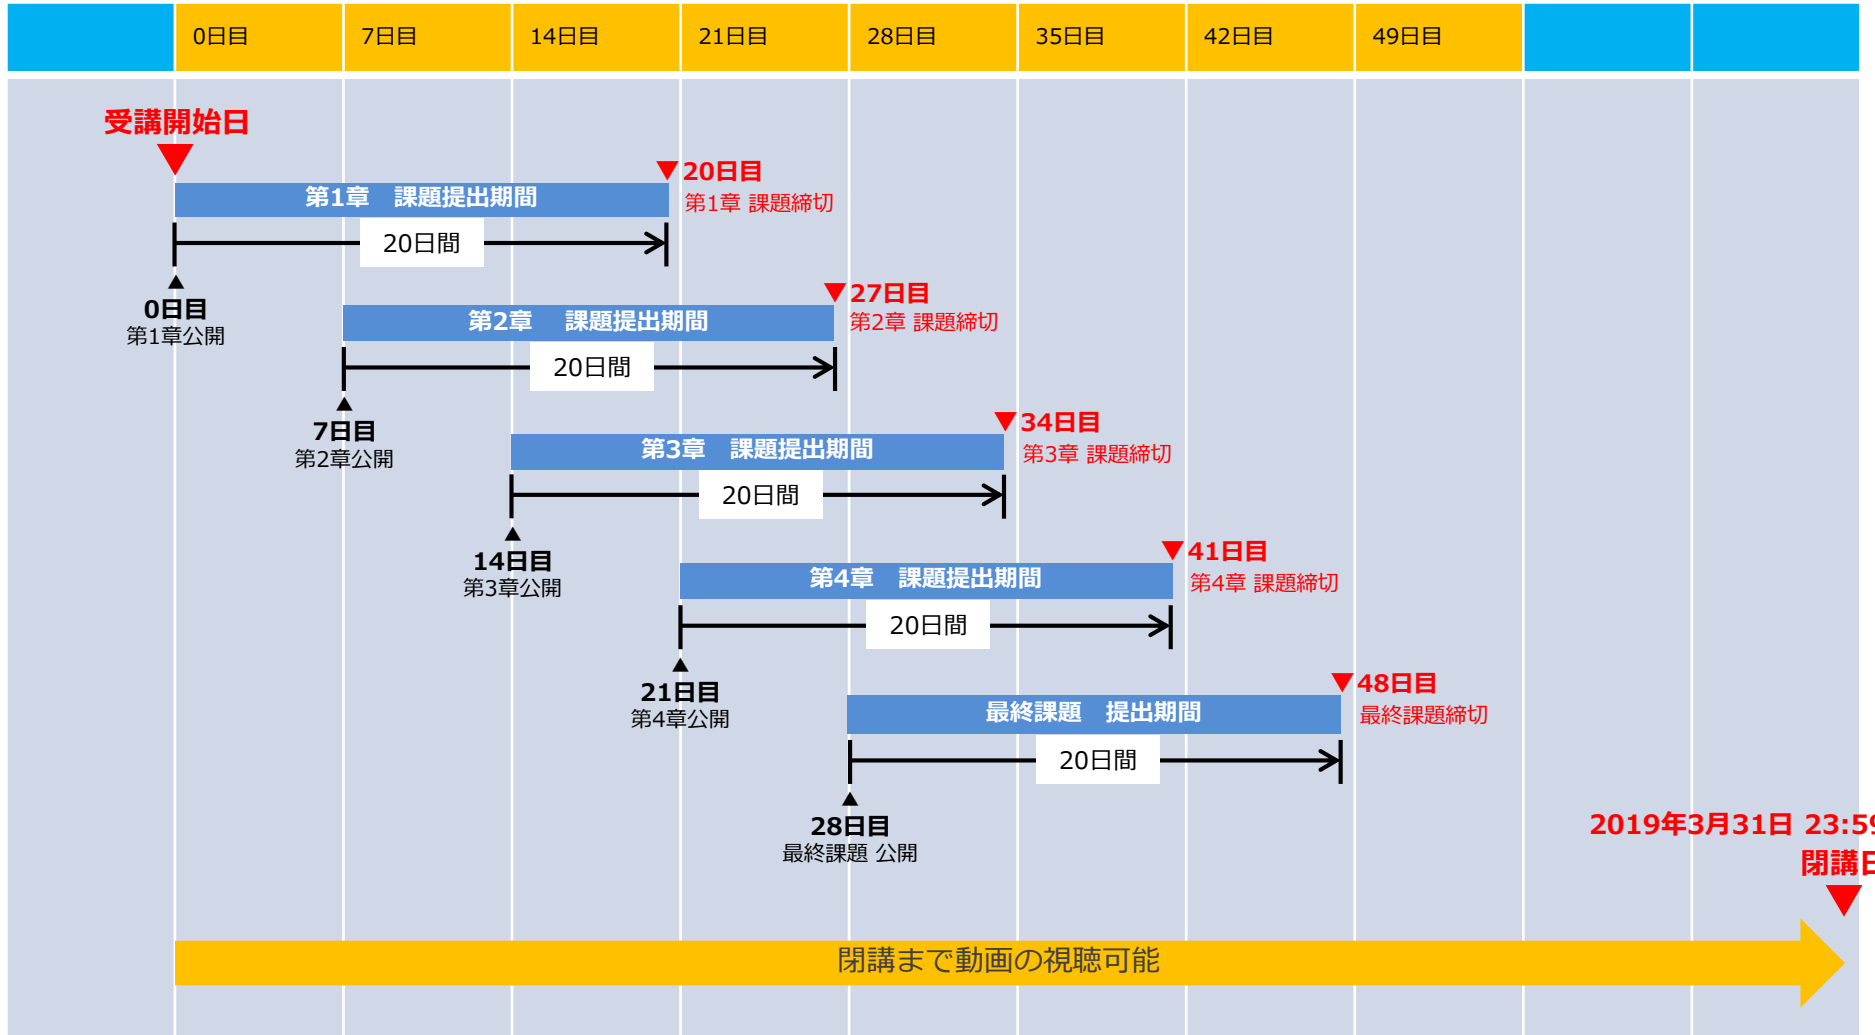 0日目
7日目
14日目
21日目
28日目
35日目
42日目
49日目
受講開始日
20日目
第1章 課題締切
第1章　課題提出期間
20日間
0日目
第1章公開
27日目
第2章 課題締切
第2章　 課題提出期間
20日間
7日目
第2章公開
34日目
第3章 課題締切
第3章　課題提出期間
20日間
14日目
第3章公開
41日目
第4章 課題締切
第4章　課題提出期間
20日間
21日目
第4章公開
48日目
最終課題締切
最終課題　提出期間
20日間
28日目
最終課題 公開
2019年3月31日 23:59
閉講日
閉講まで動画の視聴可能